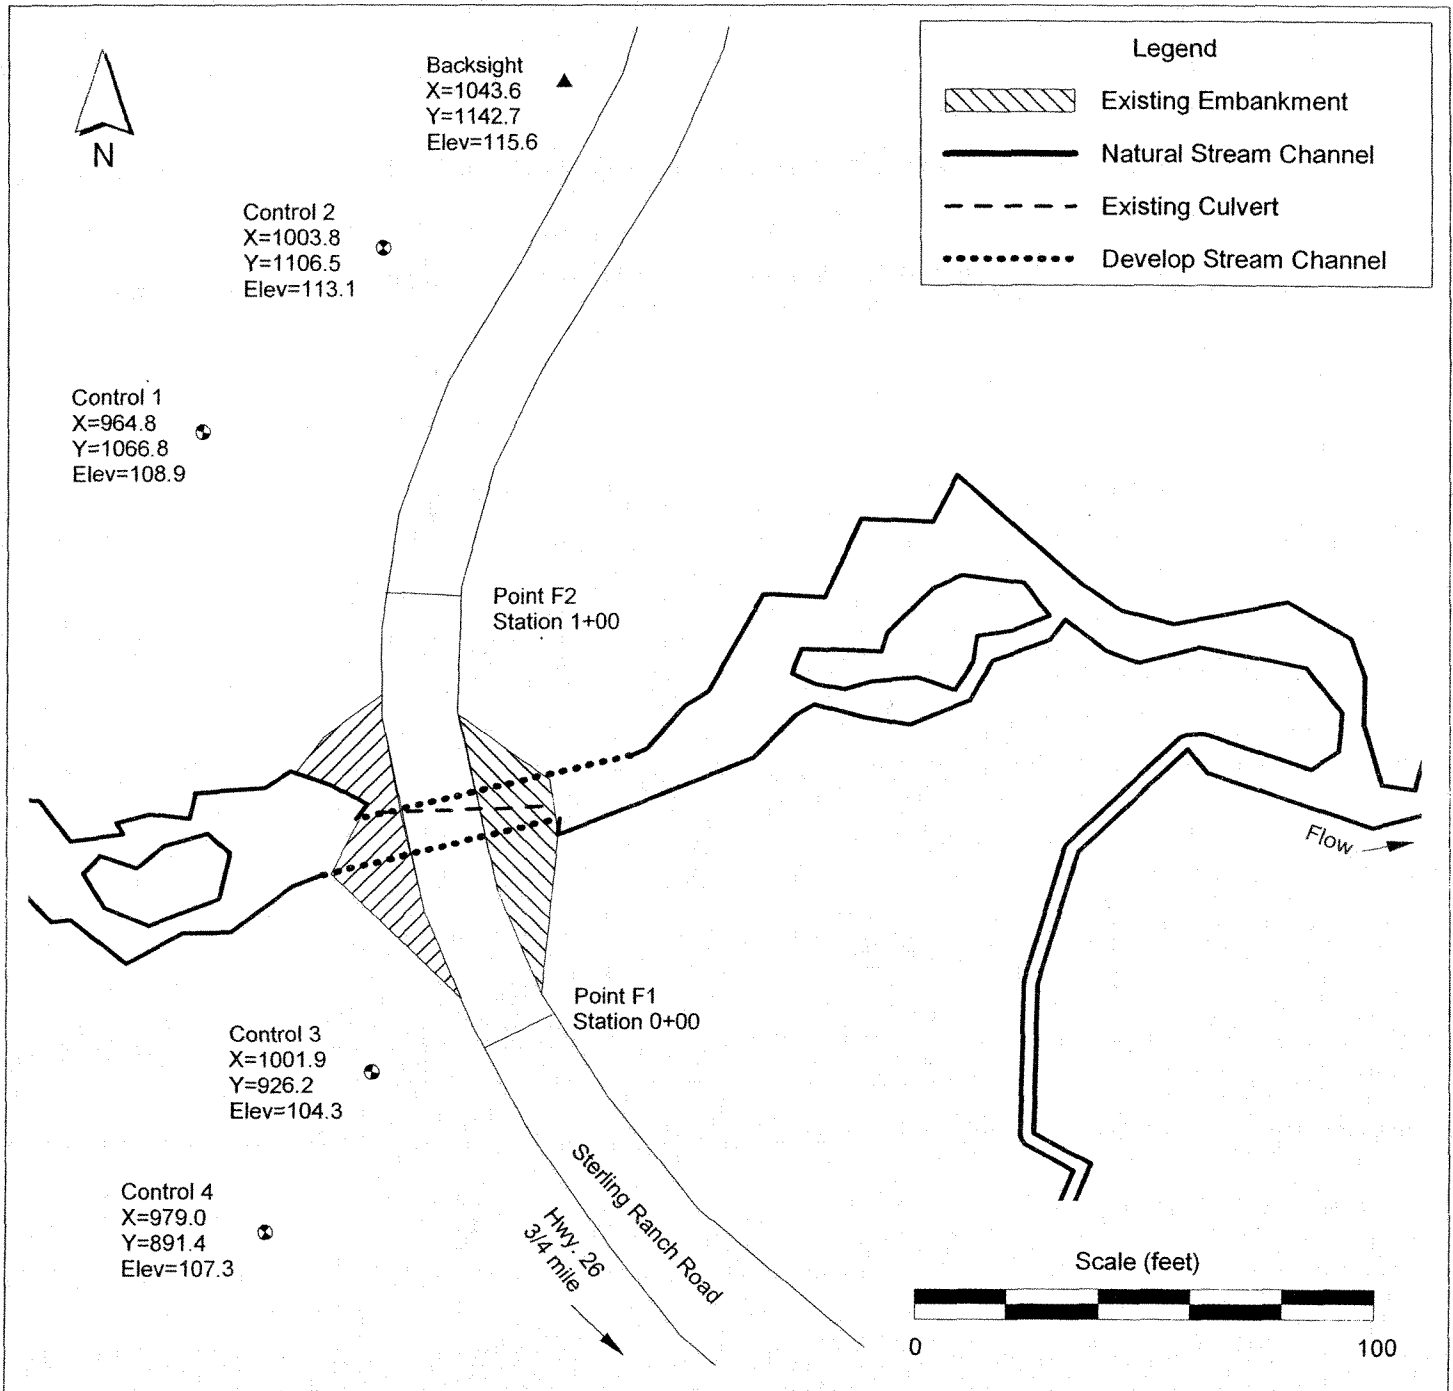 N
Backsight
X=1043.6
Y=1142.7
Elev=115.6
Legend
Existing Embankment
Natural Stream Channel
Existing Culvert
Develop Stream Channel
Control 2
X=1003.8
Y=1106.5
Elev=113.1
Control 1
X=964.8
Y=1066.8
Elev=108.9
Point F2
Station 1+00
Flow
Point F1
Station 0+00
Control 3
X=1001.9
Y=926.2
Elev=104.3
Control 4
X=979.0
Y=891.4
Elev=107.3
Sterling Ranch Road
Hwy. 26
3/4 mile
Scale (feet)
0 100